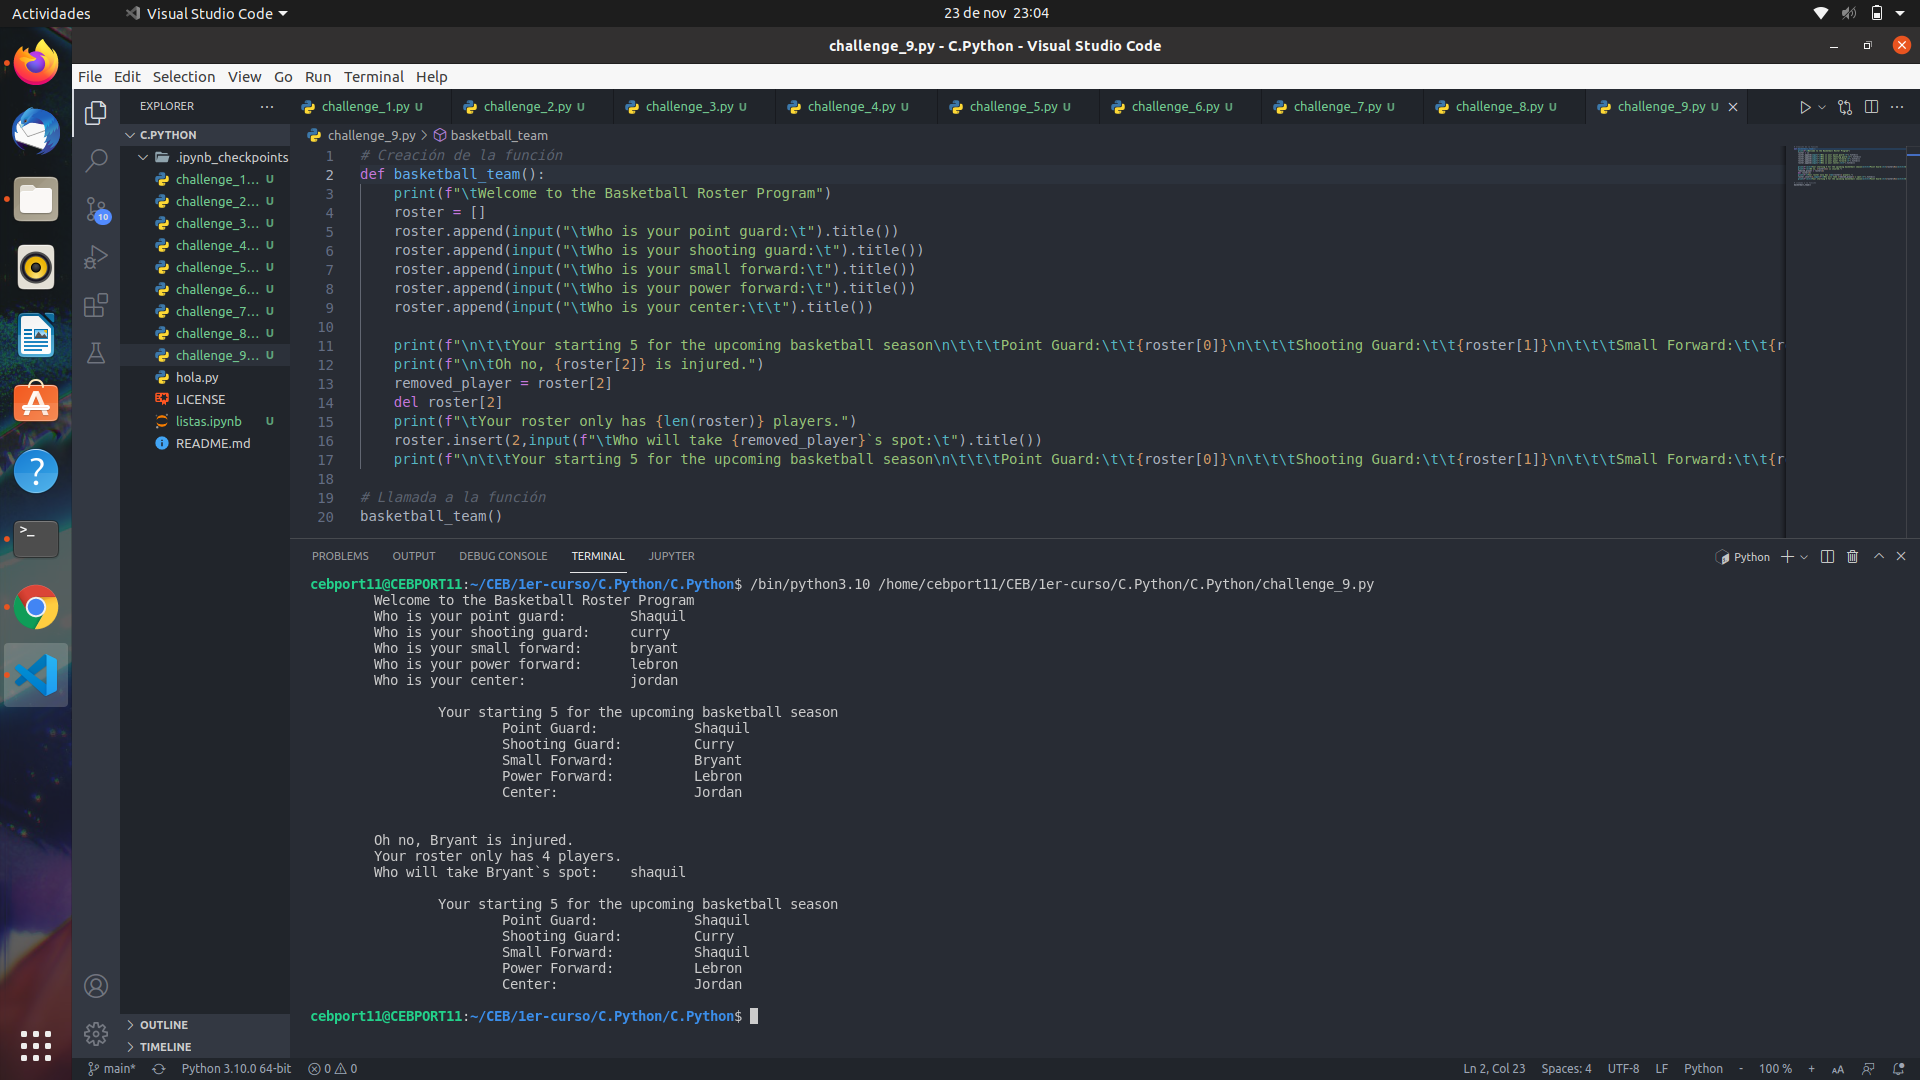 Actividades
Visual Studio Code
23 de nov 23:04
challenge_9.py - C.Python - Visual Studio Code
File Edit Selection View Go Run Terminal Help
EXPLORER
challenge_1.py U
challenge_2.py U
challenge_3.py U
challenge_4.py U
challenge_5.py U
challenge_6.py U
challenge_7.py U
challenge_8.py U
challenge_9.py U
C.PYTHON
.ipynb_checkpoints
challenge_1... U
challenge_2... U
challenge_3... U
challenge_4... U
challenge_5... U
challenge_6... U
challenge_7... U
challenge_8... U
challenge_9... U
hola.py
LICENSE
listas.ipynb U
README.md
OUTLINE
TIMELINE
10
challenge_9.py > basketball_team
1 # Creación de la función
2 def basketball_team():
3     print(f"\tWelcome to the Basketball Roster Program")
4     roster = []
5     roster.append(input("\tWho is your point guard:\t").title())
6     roster.append(input("\tWho is your shooting guard:\t").title())
7     roster.append(input("\tWho is your small forward:\t").title())
8     roster.append(input("\tWho is your power forward:\t").title())
9     roster.append(input("\tWho is your center:\t\t").title())
10
11     print(f"\n\t\tYour starting 5 for the upcoming basketball season\n\t\t\tPoint Guard:\t\t{roster[0]}\n\t\t\tShooting Guard:\t\t{roster[1]}\n\t\t\tSmall Forward:\t\t{r
12     print(f"\n\tOh no, {roster[2]} is injured.")
13     removed_player = roster[2]
14     del roster[2]
15     print(f"\tYour roster only has {len(roster)} players.")
16     roster.insert(2,input(f"\tWho will take {removed_player}`s spot:\t").title())
17     print(f"\n\t\tYour starting 5 for the upcoming basketball season\n\t\t\tPoint Guard:\t\t{roster[0]}\n\t\t\tShooting Guard:\t\t{roster[1]}\n\t\t\tSmall Forward:\t\t{r
18
19 # Llamada a la función
20 basketball_team()
PROBLEMS OUTPUT DEBUG CONSOLE TERMINAL JUPYTER
Python
cebport11@CEBPORT11:~/CEB/1er-curso/C.Python/C.Python$ /bin/python3.10 /home/cebport11/CEB/1er-curso/C.Python/C.Python/challenge_9.py
Welcome to the Basketball Roster Program
Who is your point guard: Shaquil
Who is your shooting guard: curry
Who is your small forward: bryant
Who is your power forward: lebron
Who is your center: jordan
Your starting 5 for the upcoming basketball season
Point Guard: Shaquil
Shooting Guard: Curry
Small Forward: Bryant
Power Forward: Lebron
Center: Jordan
Oh no, Bryant is injured.
Your roster only has 4 players.
Who will take Bryant`s spot: shaquil
Your starting 5 for the upcoming basketball season
Point Guard: Shaquil
Shooting Guard: Curry
Small Forward: Shaquil
Power Forward: Lebron
Center: Jordan
cebport11@CEBPORT11:~/CEB/1er-curso/C.Python/C.Python$
main* Python 3.10.0 64-bit 0 0
Ln 2, Col 23 Spaces: 4 UTF-8 LF Python - 100 % + AA